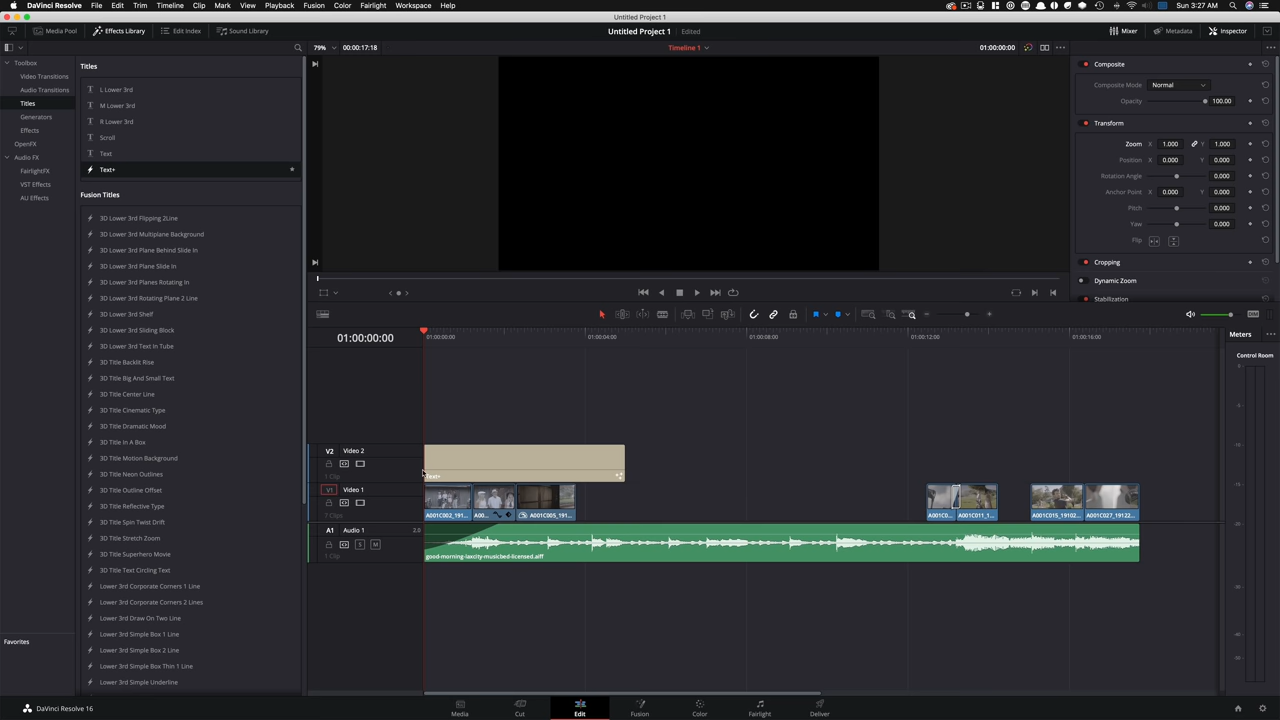 DaVinci Resolve File Edit Trim Timeline Clip Mark View Playback Fusion Color Fairlight Workspace Help
Sun 3:27 AM
Untitled Project 1
Media Pool Effects Library Edit Index Sound Library
Untitled Project 1 Edited
Mixer Metadata Inspector
79% 00:00:17:18 Timeline 1 01:00:00:00
Toolbox
Video Transitions
Audio Transitions
Titles
Generators
Effects
OpenFX
Audio FX
FairlightFX
VST Effects
AU Effects
Favorites
Titles
L Lower 3rd
M Lower 3rd
R Lower 3rd
Scroll
Text
Text+
Fusion Titles
3D Lower 3rd Flipping 2Line
3D Lower 3rd Multiplane Background
3D Lower 3rd Plane Behind Slide In
3D Lower 3rd Plane Slide In
3D Lower 3rd Planes Rotating In
3D Lower 3rd Rotating Plane 2 Line
3D Lower 3rd Shelf
3D Lower 3rd Sliding Block
3D Lower 3rd Text In Tube
3D Title Backlit Rise
3D Title Big And Small Text
3D Title Center Line
3D Title Cinematic Type
3D Title Dramatic Mood
3D Title In A Box
3D Title Motion Background
3D Title Neon Outlines
3D Title Outline Offset
3D Title Reflective Type
3D Title Spin Twist Drift
3D Title Stretch Zoom
3D Title Superhero Movie
3D Title Text Circling Text
Lower 3rd Corporate Corners 1 Line
Lower 3rd Corporate Corners 2 Lines
Lower 3rd Draw On Two Line
Lower 3rd Simple Box 1 Line
Lower 3rd Simple Box 2 Line
Lower 3rd Simple Box Thin 1 Line
Lower 3rd Simple Underline
Composite
Composite Mode Normal
Opacity 100.00
Transform
Zoom X 1.000 Y 1.000
Position X 0.000 Y 0.000
Rotation Angle 0.000
Anchor Point X 0.000 Y 0.000
Pitch 0.000
Yaw 0.000
Flip
Cropping
Dynamic Zoom
Stabilization
01:00:00:00
01:00:00:00 01:00:04:00 01:00:08:00 01:00:12:00 01:00:16:00
V2 Video 2
1 Clip
Text+
V1 Video 1
7 Clips
A001C002_191... A00... A001C005_191... A001C0... A001C011_1... A001C015_19102... A001C027_19122...
A1 Audio 1 2.0
S M
1 Clip
good-morning-laxcity-musicbed-licensed.aiff
Meters
Control Room
DaVinci Resolve 16
Media Cut Edit Fusion Color Fairlight Deliver